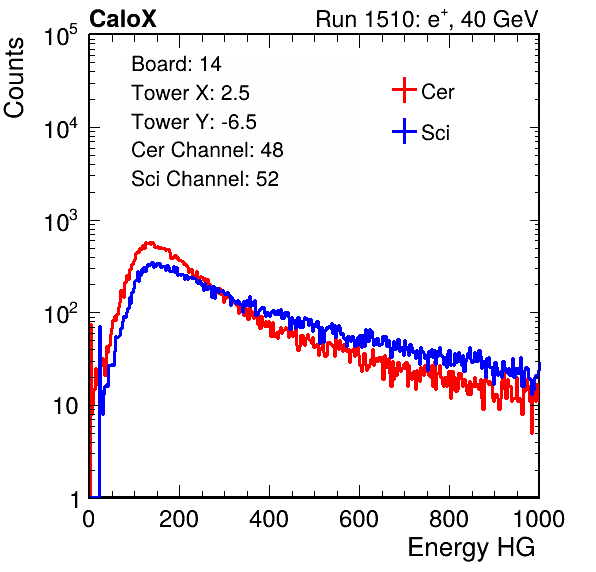 CaloX Run 1510: e+, 40 GeV
Counts
Board: 14
Tower X: 2.5
Tower Y: -6.5
Cer Channel: 48
Sci Channel: 52
Cer
Sci
10^5
10^4
10^3
10^2
10
1
0 200 400 600 800 1000
Energy HG